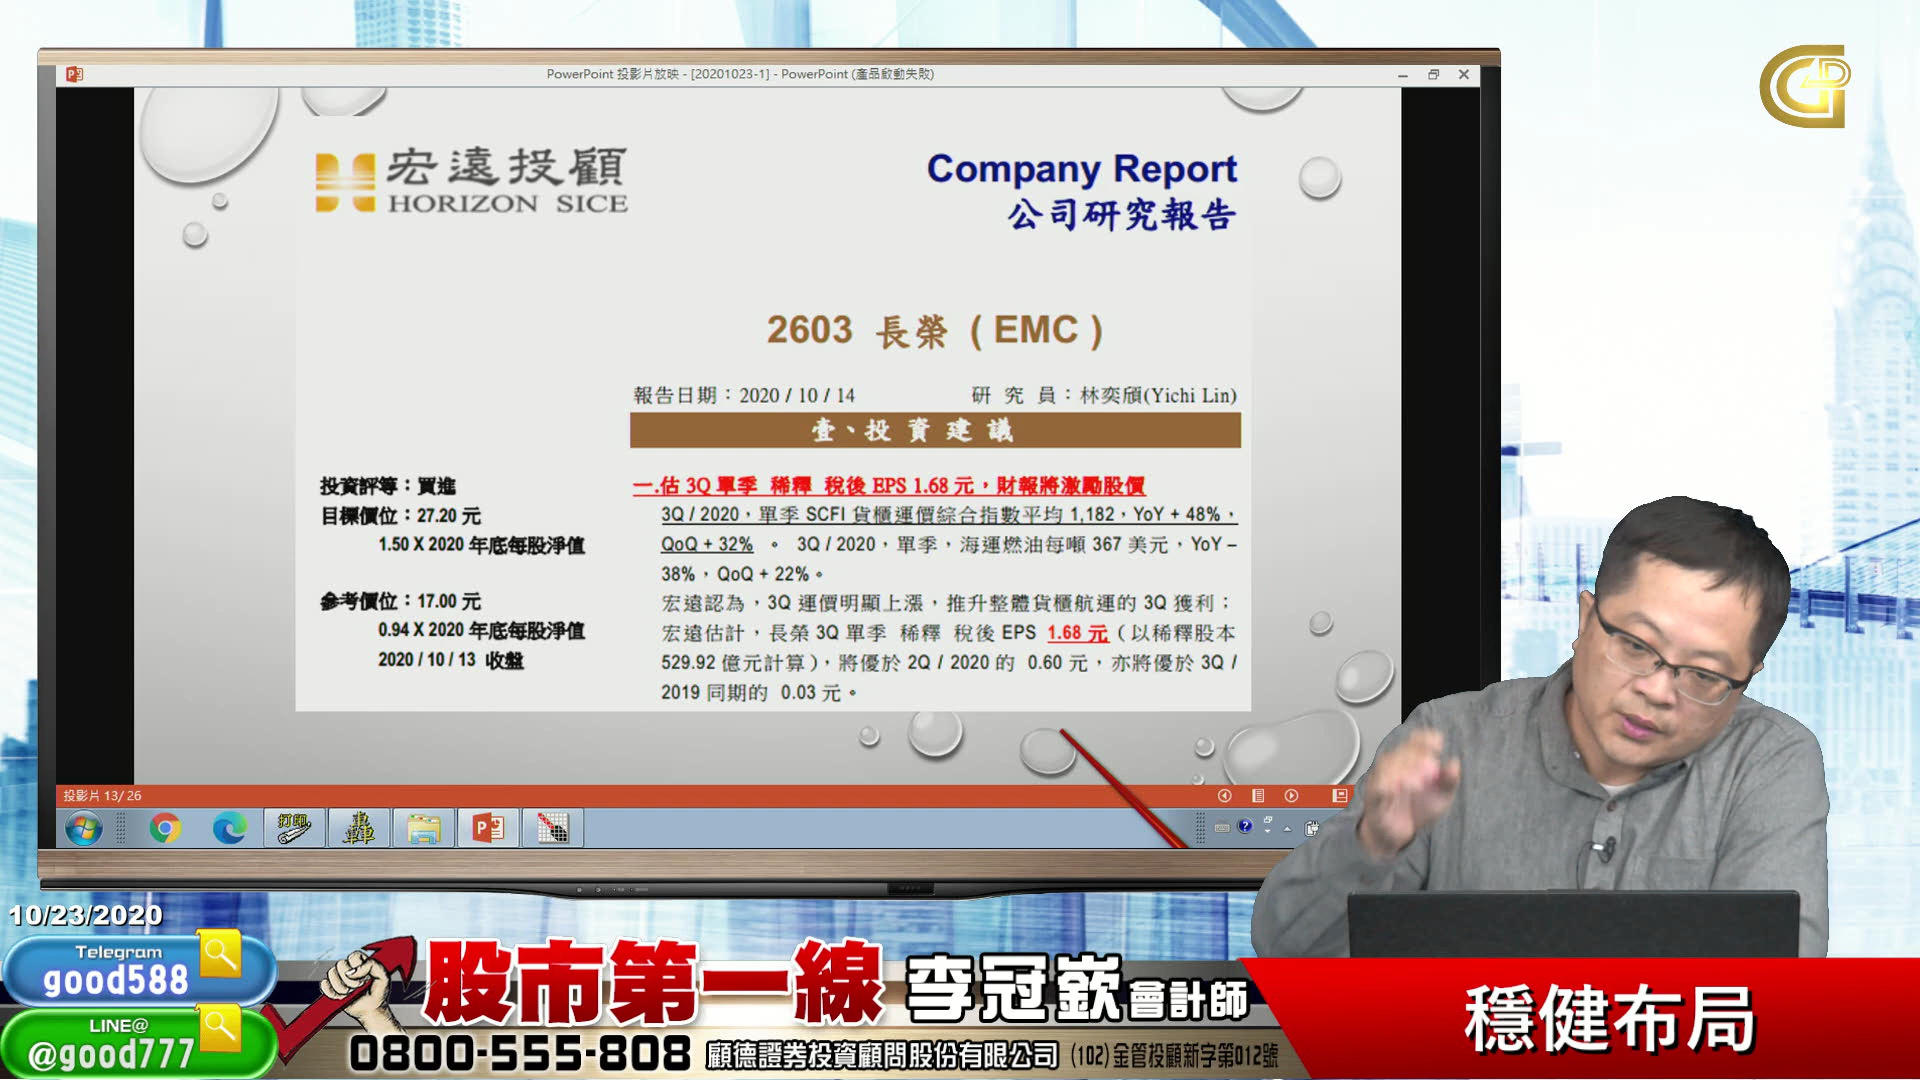 PowerPoint 投影片放映 - [20201023-1] - PowerPoint (產品啟動失敗)
宏遠投顧
HORIZON SICE
Company Report
公司研究報告
2603 長榮 ( EMC )
報告日期：2020 / 10 / 14
研 究 員：林奕頎(Yichi Lin)
壹、投 資 建 議
投資評等：買進
目標價位：27.20 元
1.50 X 2020 年底每股淨值
參考價位：17.00 元
0.94 X 2020 年底每股淨值
2020 / 10 / 13 收盤
一.估 3Q 單季 稀釋 稅後 EPS 1.68 元，財報將激勵股價
3Q / 2020，單季 SCFI 貨櫃運價綜合指數平均 1,182，YoY + 48%，
QoQ + 32% 。 3Q / 2020，單季，海運燃油每噸 367 美元，YoY –
38%，QoQ + 22%。
宏遠認為，3Q 運價明顯上漲，推升整體貨櫃航運的 3Q 獲利；
宏遠估計，長榮 3Q 單季 稀釋 稅後 EPS 1.68 元（以稀釋股本
529.92 億元計算），將優於 2Q / 2020 的 0.60 元，亦將優於 3Q /
2019 同期的 0.03 元。
投影片 13/ 26
打印
10/23/2020
Telegram
good588
LINE@
@good777
股市第一線 李冠嶔會計師
0800-555-808 顧德證券投資顧問股份有限公司 (102)金管投顧新字第012號
穩健布局